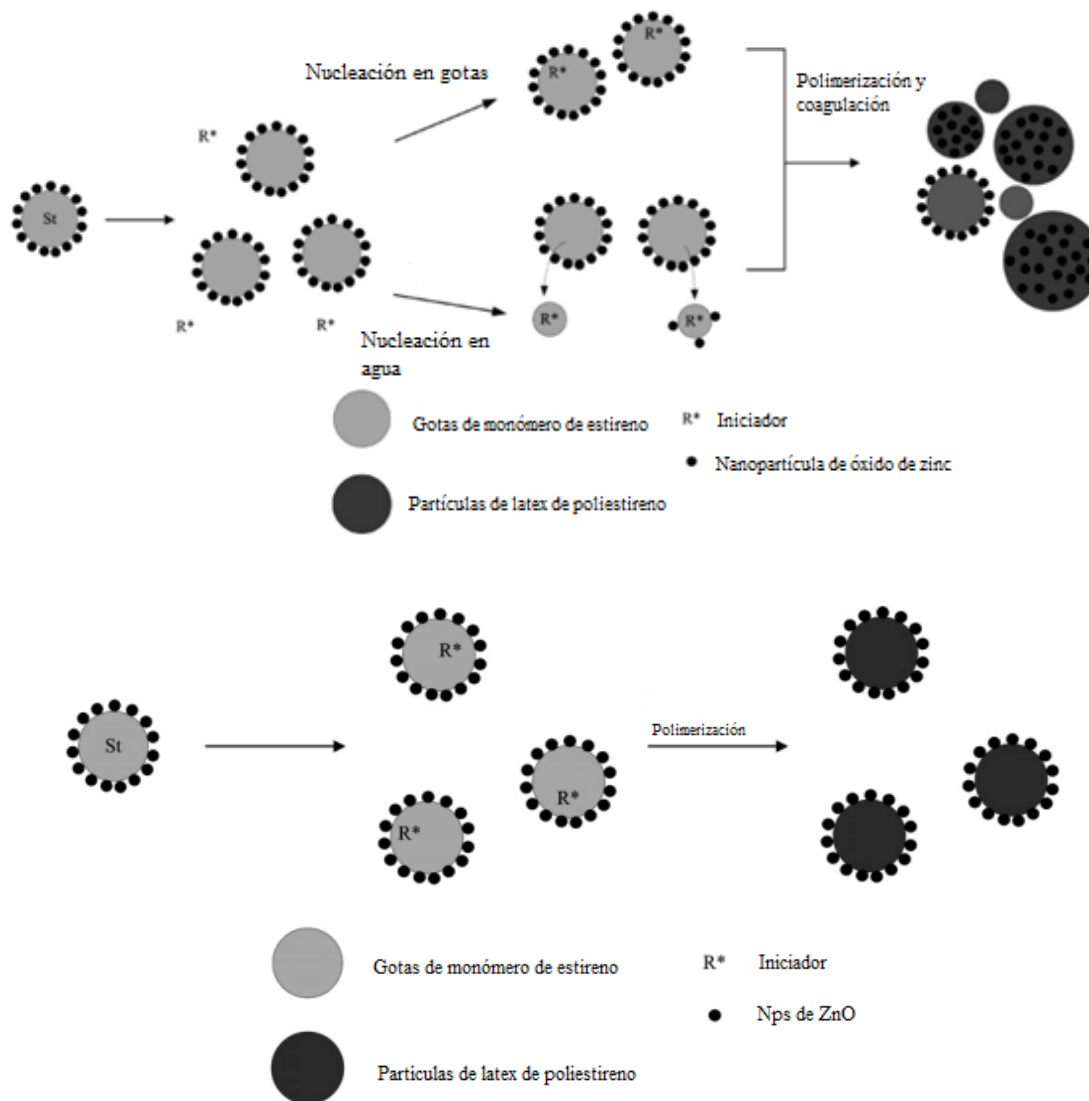 Nucleación en gotas
R*
R*
R*
Polimerización y
coagulación
St
R*
R*
R*
R*
Nucleación en
agua
Gotas de monómero de estireno
R* Iniciador
Nanopartícula de óxido de zinc
Partículas de latex de poliestireno
R*
St
R*
R*
Polimerización
Gotas de monómero de estireno
R* Iniciador
Nps de ZnO
Partículas de latex de poliestireno